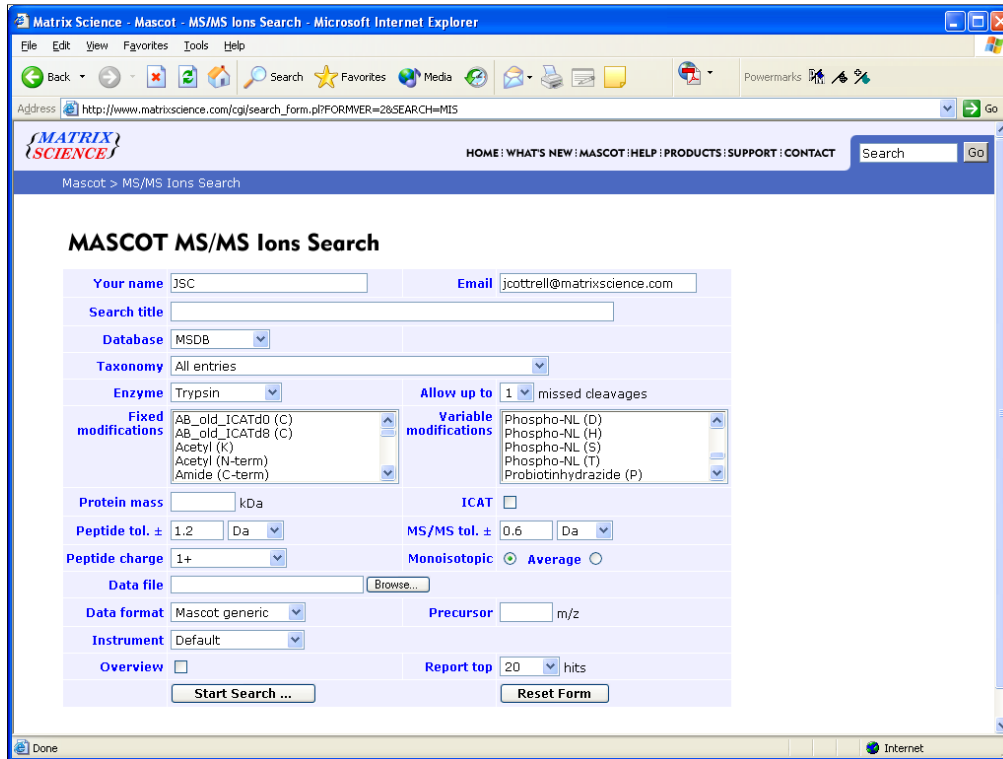 Matrix Science - Mascot - MS/MS Ions Search - Microsoft Internet Explorer
File Edit View Favorites Tools Help
Back Search Favorites Media Powermarks
Address http://www.matrixscience.com/cgi/search_form.pl?FORMVER=2&SEARCH=MIS Go
{MATRIX}
{SCIENCE}
HOME WHAT'S NEW MASCOT HELP PRODUCTS SUPPORT CONTACT Search Go
Mascot > MS/MS Ions Search
MASCOT MS/MS Ions Search
Your name JSC Email jcottrell@matrixscience.com
Search title
Database MSDB
Taxonomy All entries
Enzyme Trypsin Allow up to 1 missed cleavages
Fixed modifications
AB_old_ICATd0 (C)
AB_old_ICATd8 (C)
Acetyl (K)
Acetyl (N-term)
Amide (C-term)
Variable modifications
Phospho-NL (D)
Phospho-NL (H)
Phospho-NL (S)
Phospho-NL (T)
Probiotinhydrazide (P)
Protein mass kDa ICAT
Peptide tol. ± 1.2 Da MS/MS tol. ± 0.6 Da
Peptide charge 1+ Monoisotopic Average
Data file Browse...
Data format Mascot generic Precursor m/z
Instrument Default
Overview Report top 20 hits
Start Search ... Reset Form
Done Internet